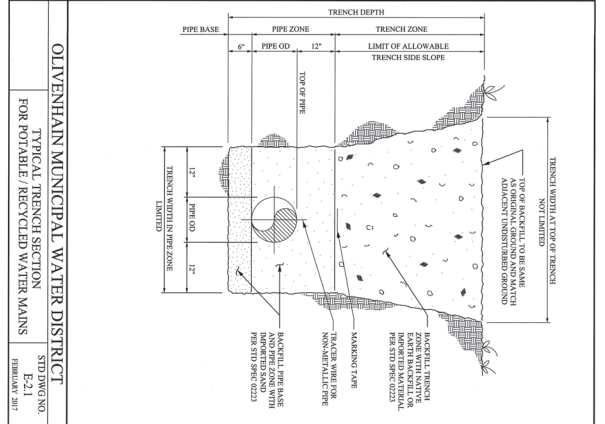 TRENCH DEPTH
PIPE BASE
PIPE ZONE
TRENCH ZONE
6"
PIPE OD
12"
LIMIT OF ALLOWABLE
TRENCH SIDE SLOPE
TOP OF PIPE
TRENCH WIDTH AT TOP OF TRENCH
NOT LIMITED
TOP OF BACKFILL TO BE SAME
AS ORIGINAL GROUND AND MATCH
ADJACENT UNDISTURBED GROUND
12"
PIPE OD
12"
TRENCH WIDTH IN PIPE ZONE
LIMITED
BACKFILL TRENCH
ZONE WITH NATIVE
EARTH BACKFILL OR
IMPORTED MATERIAL
PER STD SPEC 02223
MARKING TAPE
TRACER WIRE FOR
NON-METALLIC PIPE
BACKFILL PIPE BASE
AND PIPE ZONE WITH
IMPORTED SAND
PER STD SPEC 02223
OLIVENHAIN MUNICIPAL WATER DISTRICT
TYPICAL TRENCH SECTION
FOR POTABLE / RECYCLED WATER MAINS
STD DWG NO.
E-2.1
FEBRUARY 2017